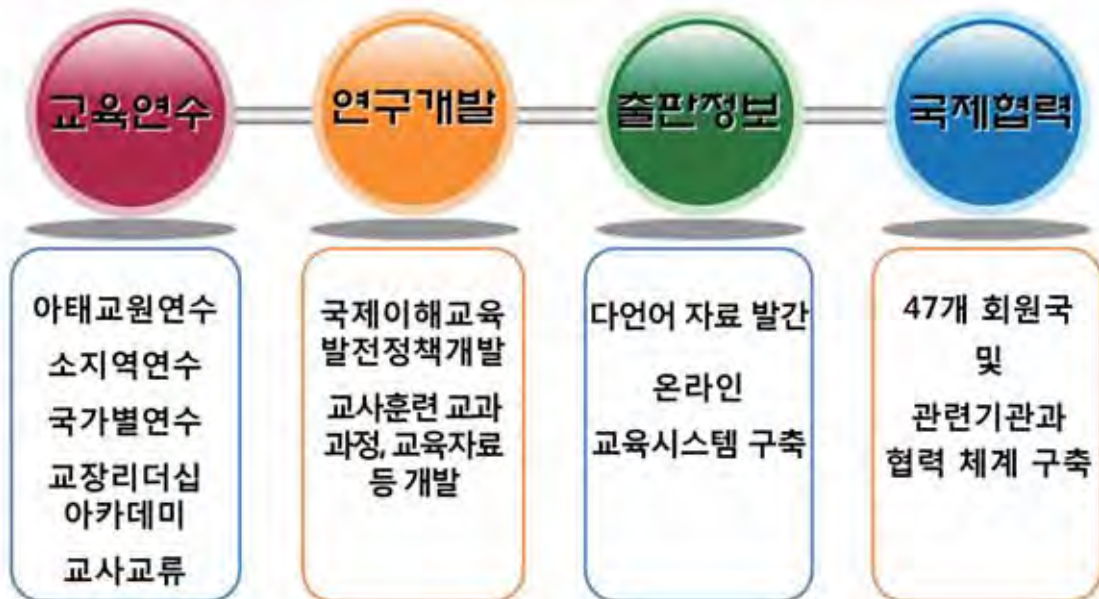 교육연수
연구개발
출판정보
국제협력
아태교원연수
소지역연수
국가별연수
교장리더십
아카데미
교사교류
국제이해교육
발전정책개발
교사훈련 교과
과정, 교육자료
등 개발
다언어 자료 발간
온라인
교육시스템 구축
47개 회원국
및
관련기관과
협력 체계 구축